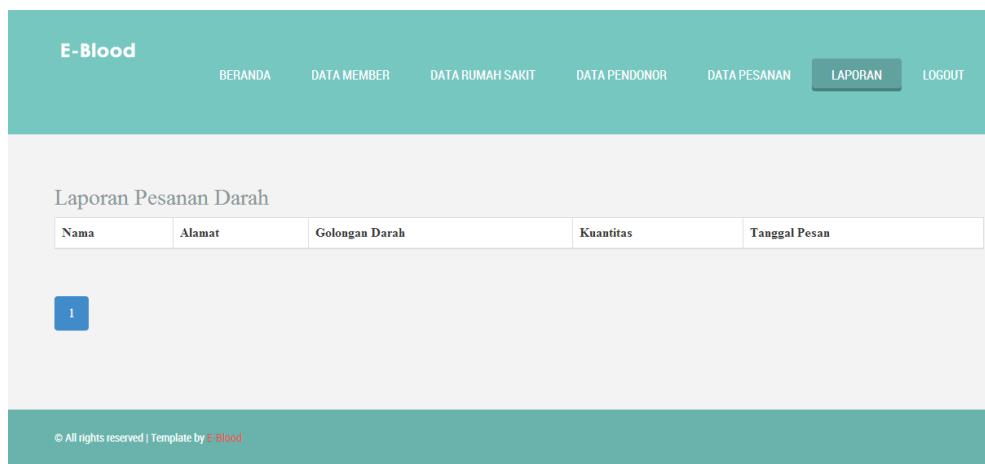 E-Blood
BERANDA DATA MEMBER DATA RUMAH SAKIT DATA PENDONOR DATA PESANAN LAPORAN LOGOUT
Laporan Pesanan Darah
Nama Alamat Golongan Darah Kuantitas Tanggal Pesan
1
© All rights reserved | Template by E-Blood